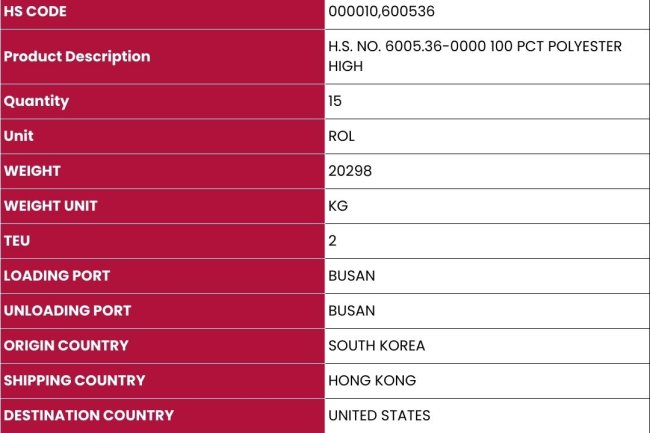 HS CODE 000010,600536
Product Description H.S. NO. 6005.36-0000 100 PCT POLYESTER
HIGH
Quantity 15
Unit ROL
WEIGHT 20298
WEIGHT UNIT KG
TEU 2
LOADING PORT BUSAN
UNLOADING PORT BUSAN
ORIGIN COUNTRY SOUTH KOREA
SHIPPING COUNTRY HONG KONG
DESTINATION COUNTRY UNITED STATES